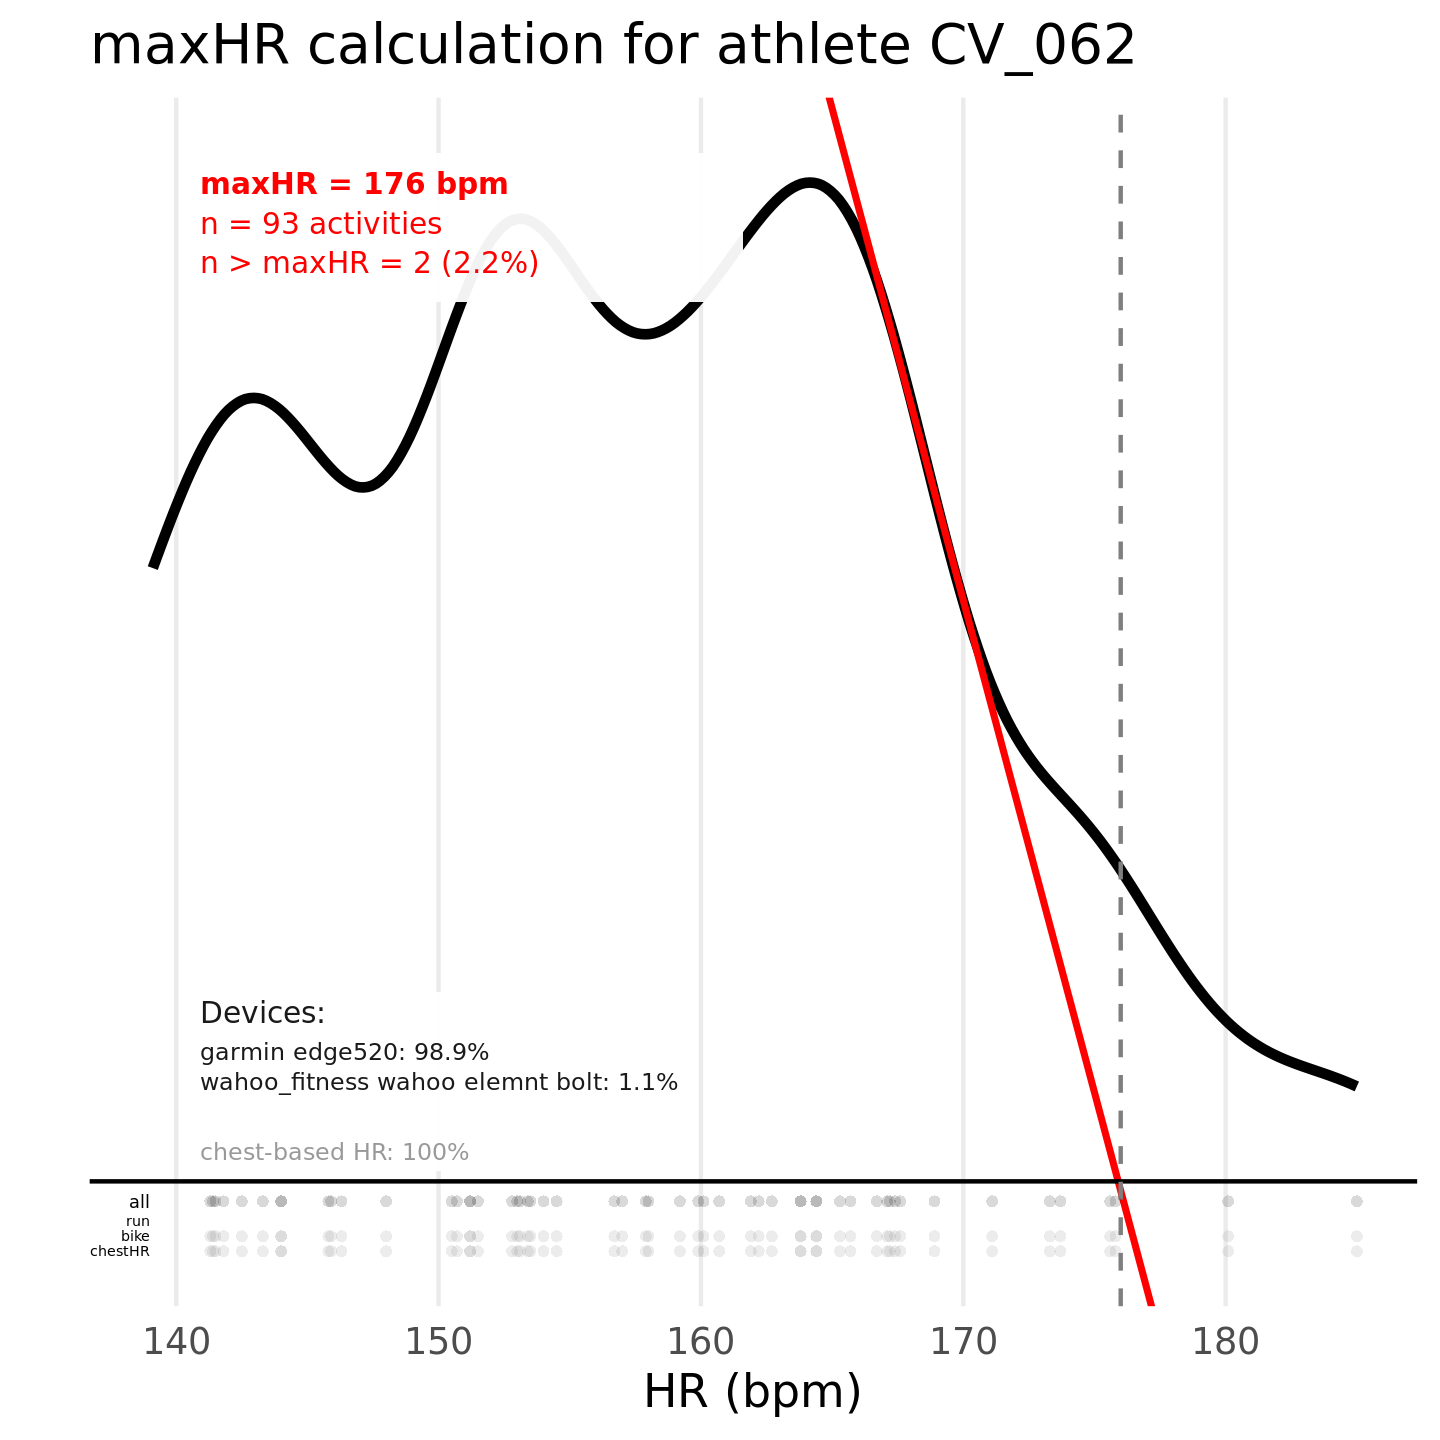 maxHR calculation for athlete CV_062
maxHR = 176 bpm
n = 93 activities
n > maxHR = 2 (2.2%)
Devices:
garmin edge520: 98.9%
wahoo_fitness wahoo elemnt bolt: 1.1%
chest-based HR: 100%
all
run
bike
chestHR
140 150 160 170 180
HR (bpm)